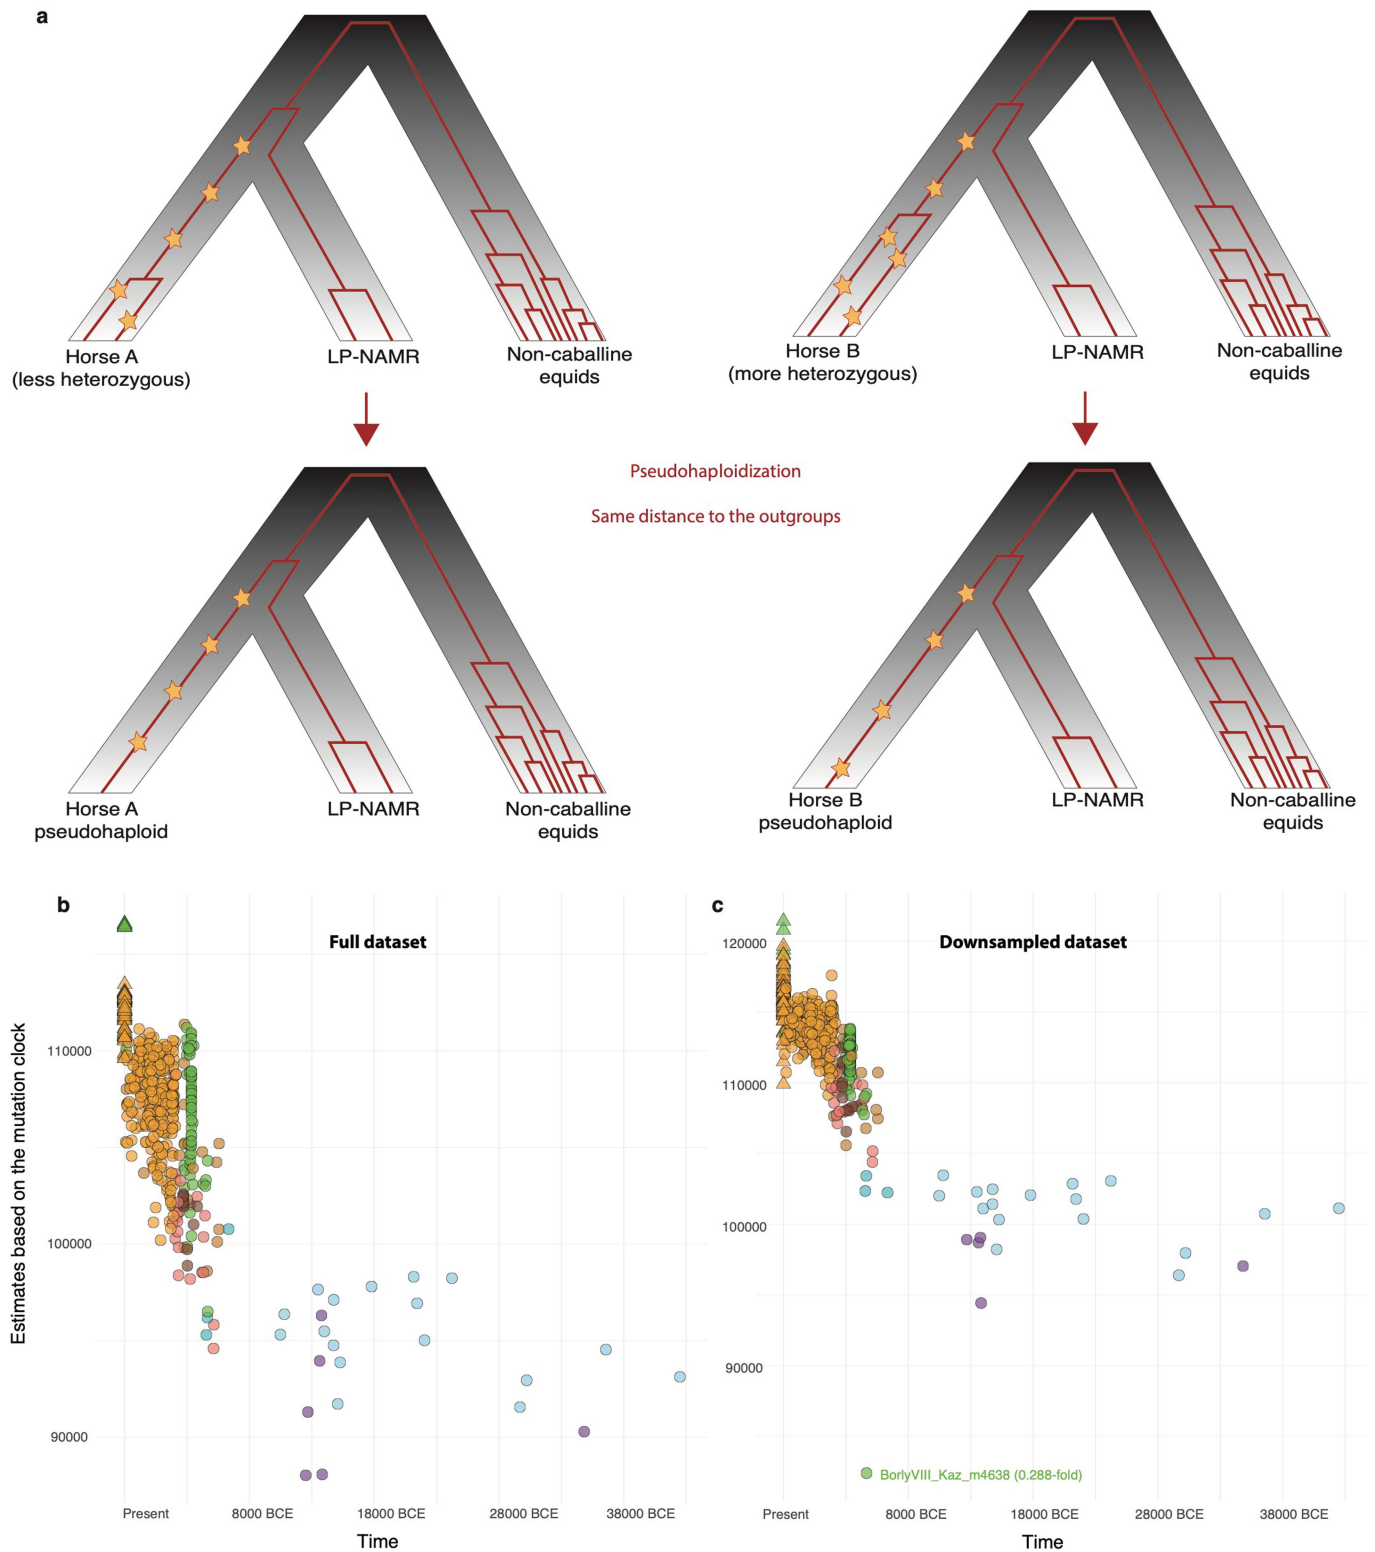 a
Horse A
(less heterozygous)
LP-NAMR
Non-caballine
equids
Horse B
(more heterozygous)
LP-NAMR
Non-caballine
equids
Pseudohaploidization
Same distance to the outgroups
Horse A
pseudohaploid
LP-NAMR
Non-caballine
equids
Horse B
pseudohaploid
LP-NAMR
Non-caballine
equids
b
Full dataset
Estimates based on the mutation clock
110000
100000
90000
Present
8000 BCE
18000 BCE
28000 BCE
38000 BCE
Time
c
Downsampled dataset
120000
110000
100000
90000
BorlyVIII_Kaz_m4638 (0.288-fold)
Present
8000 BCE
18000 BCE
28000 BCE
38000 BCE
Time